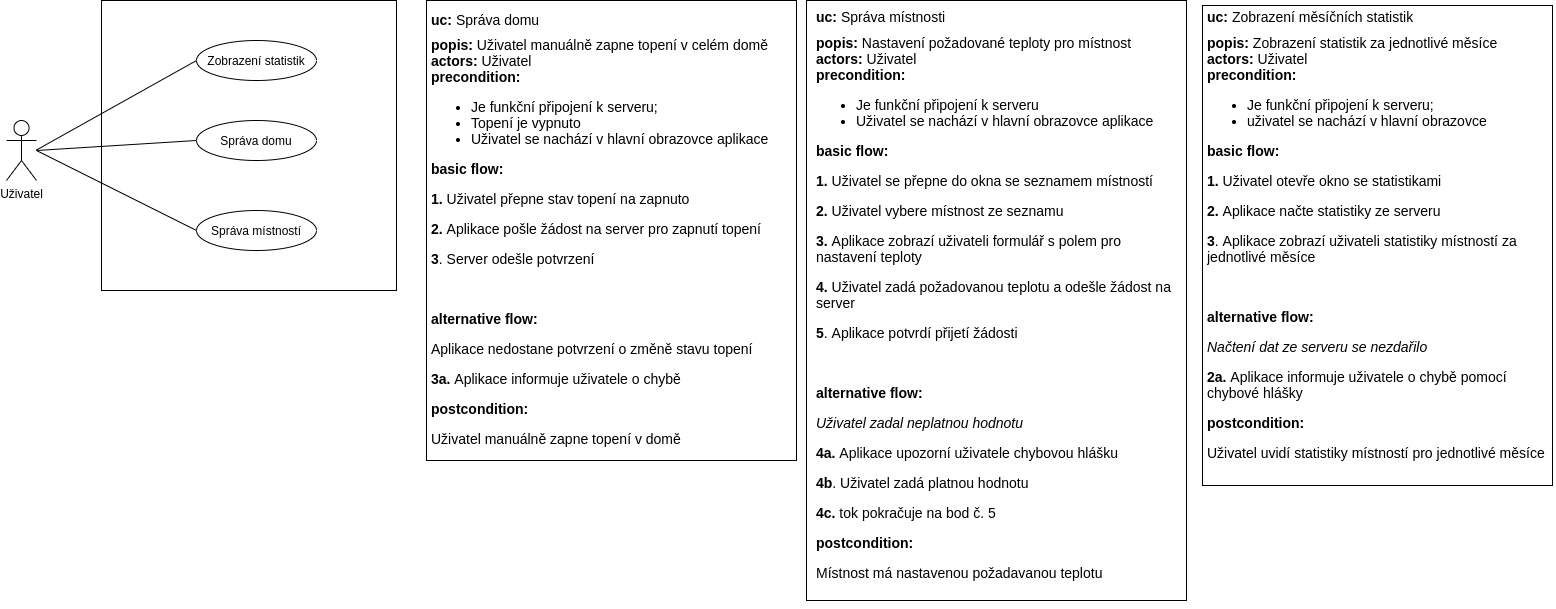 Zobrazení statistik
Správa domu
Uživatel
Správa místností
uc: Správa domu
popis: Uživatel manuálně zapne topení v celém domě
actors: Uživatel
precondition:
Je funkční připojení k serveru;
Topení je vypnuto
Uživatel se nachází v hlavní obrazovce aplikace
basic flow:
1. Uživatel přepne stav topení na zapnuto
2. Aplikace pošle žádost na server pro zapnutí topení
3. Server odešle potvrzení
alternative flow:
Aplikace nedostane potvrzení o změně stavu topení
3a. Aplikace informuje uživatele o chybě
postcondition:
Uživatel manuálně zapne topení v domě
uc: Správa místnosti
popis: Nastavení požadované teploty pro místnost
actors: Uživatel
precondition:
Je funkční připojení k serveru
Uživatel se nachází v hlavní obrazovce aplikace
basic flow:
1. Uživatel se přepne do okna se seznamem místností
2. Uživatel vybere místnost ze seznamu
3. Aplikace zobrazí uživateli formulář s polem pro
nastavení teploty
4. Uživatel zadá požadovanou teplotu a odešle žádost na
server
5. Aplikace potvrdí přijetí žádosti
alternative flow:
Uživatel zadal neplatnou hodnotu
4a. Aplikace upozorní uživatele chybovou hlášku
4b. Uživatel zadá platnou hodnotu
4c. tok pokračuje na bod č. 5
postcondition:
Místnost má nastavenou požadavanou teplotu
uc: Zobrazení měsíčních statistik
popis: Zobrazení statistik za jednotlivé měsíce
actors: Uživatel
precondition:
Je funkční připojení k serveru;
uživatel se nachází v hlavní obrazovce
basic flow:
1. Uživatel otevře okno se statistikami
2. Aplikace načte statistiky ze serveru
3. Aplikace zobrazí uživateli statistiky místností za
jednotlivé měsíce
alternative flow:
Načtení dat ze serveru se nezdařilo
2a. Aplikace informuje uživatele o chybě pomocí
chybové hlášky
postcondition:
Uživatel uvidí statistiky místností pro jednotlivé měsíce